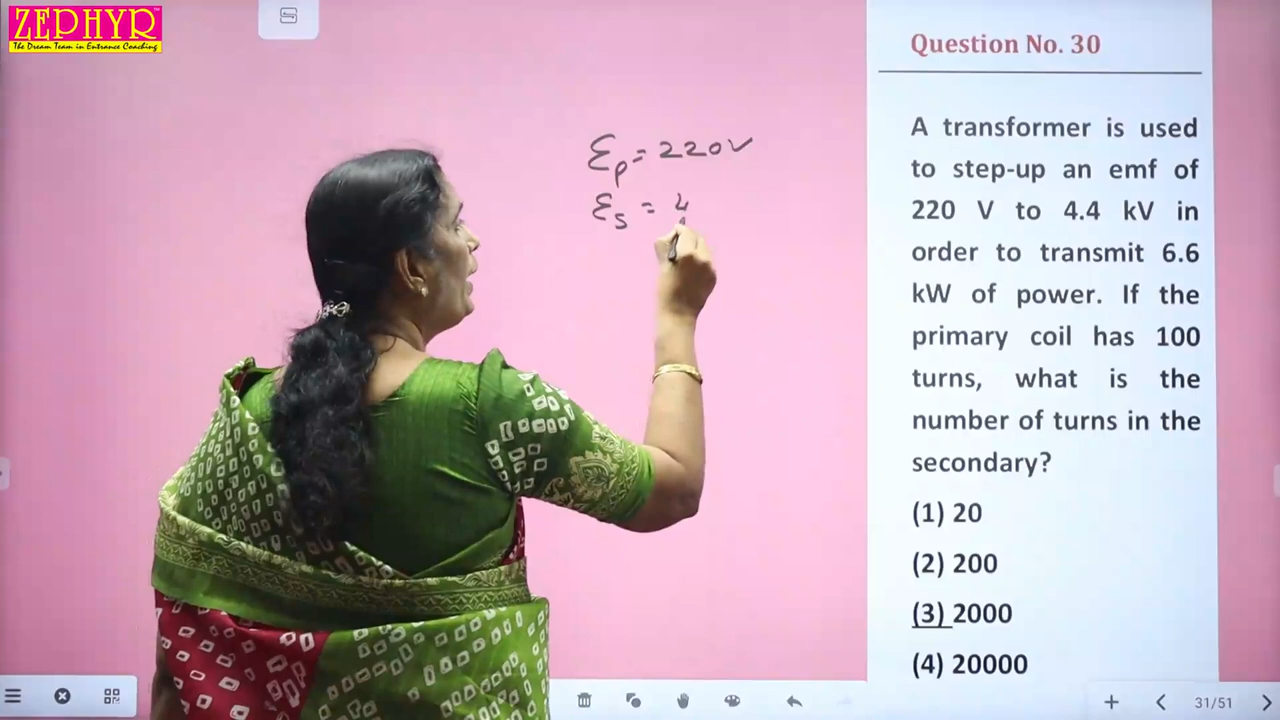 ZEPHYR™
The Dream Team in Entrance Coaching
Ɛp = 220V
Ɛs = 4
Question No. 30
A transformer is used
to step-up an emf of
220 V to 4.4 kV in
order to transmit 6.6
kW of power. If the
primary coil has 100
turns, what is the
number of turns in the
secondary?
(1) 20
(2) 200
(3) 2000
(4) 20000
31/51